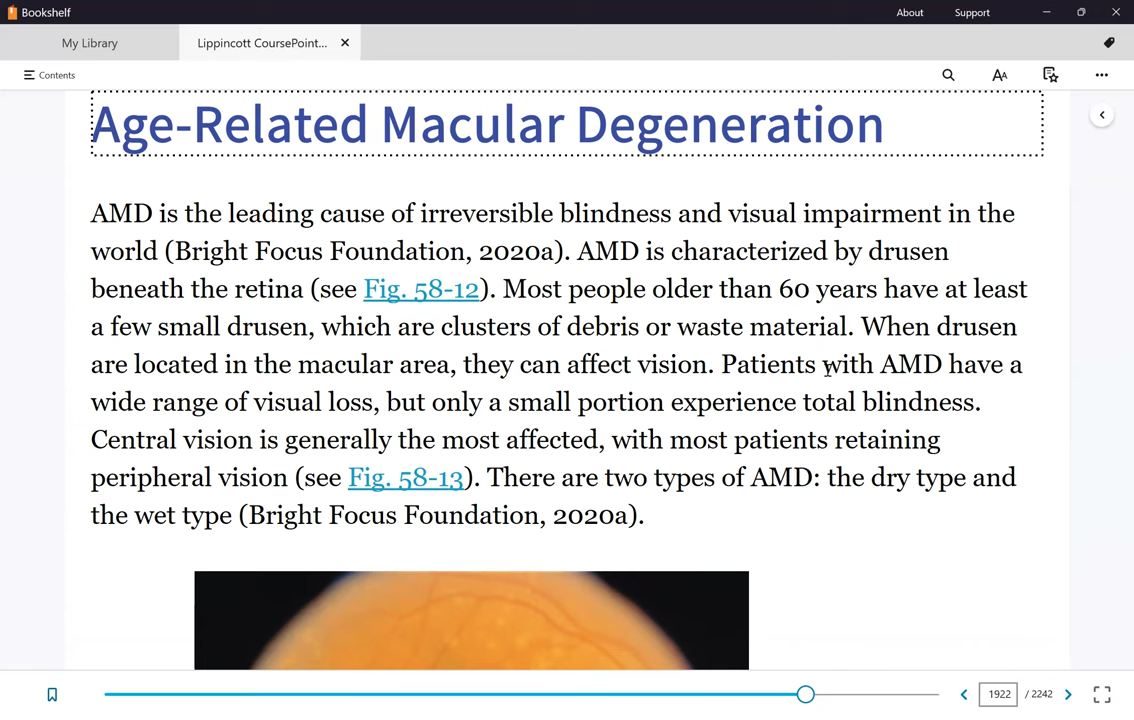 Bookshelf
About
Support
My Library
Lippincott CoursePoint...
Contents
Age-Related Macular Degeneration
AMD is the leading cause of irreversible blindness and visual impairment in the
world (Bright Focus Foundation, 2020a). AMD is characterized by drusen
beneath the retina (see Fig. 58-12). Most people older than 60 years have at least
a few small drusen, which are clusters of debris or waste material. When drusen
are located in the macular area, they can affect vision. Patients with AMD have a
wide range of visual loss, but only a small portion experience total blindness.
Central vision is generally the most affected, with most patients retaining
peripheral vision (see Fig. 58-13). There are two types of AMD: the dry type and
the wet type (Bright Focus Foundation, 2020a).
1922 / 2242